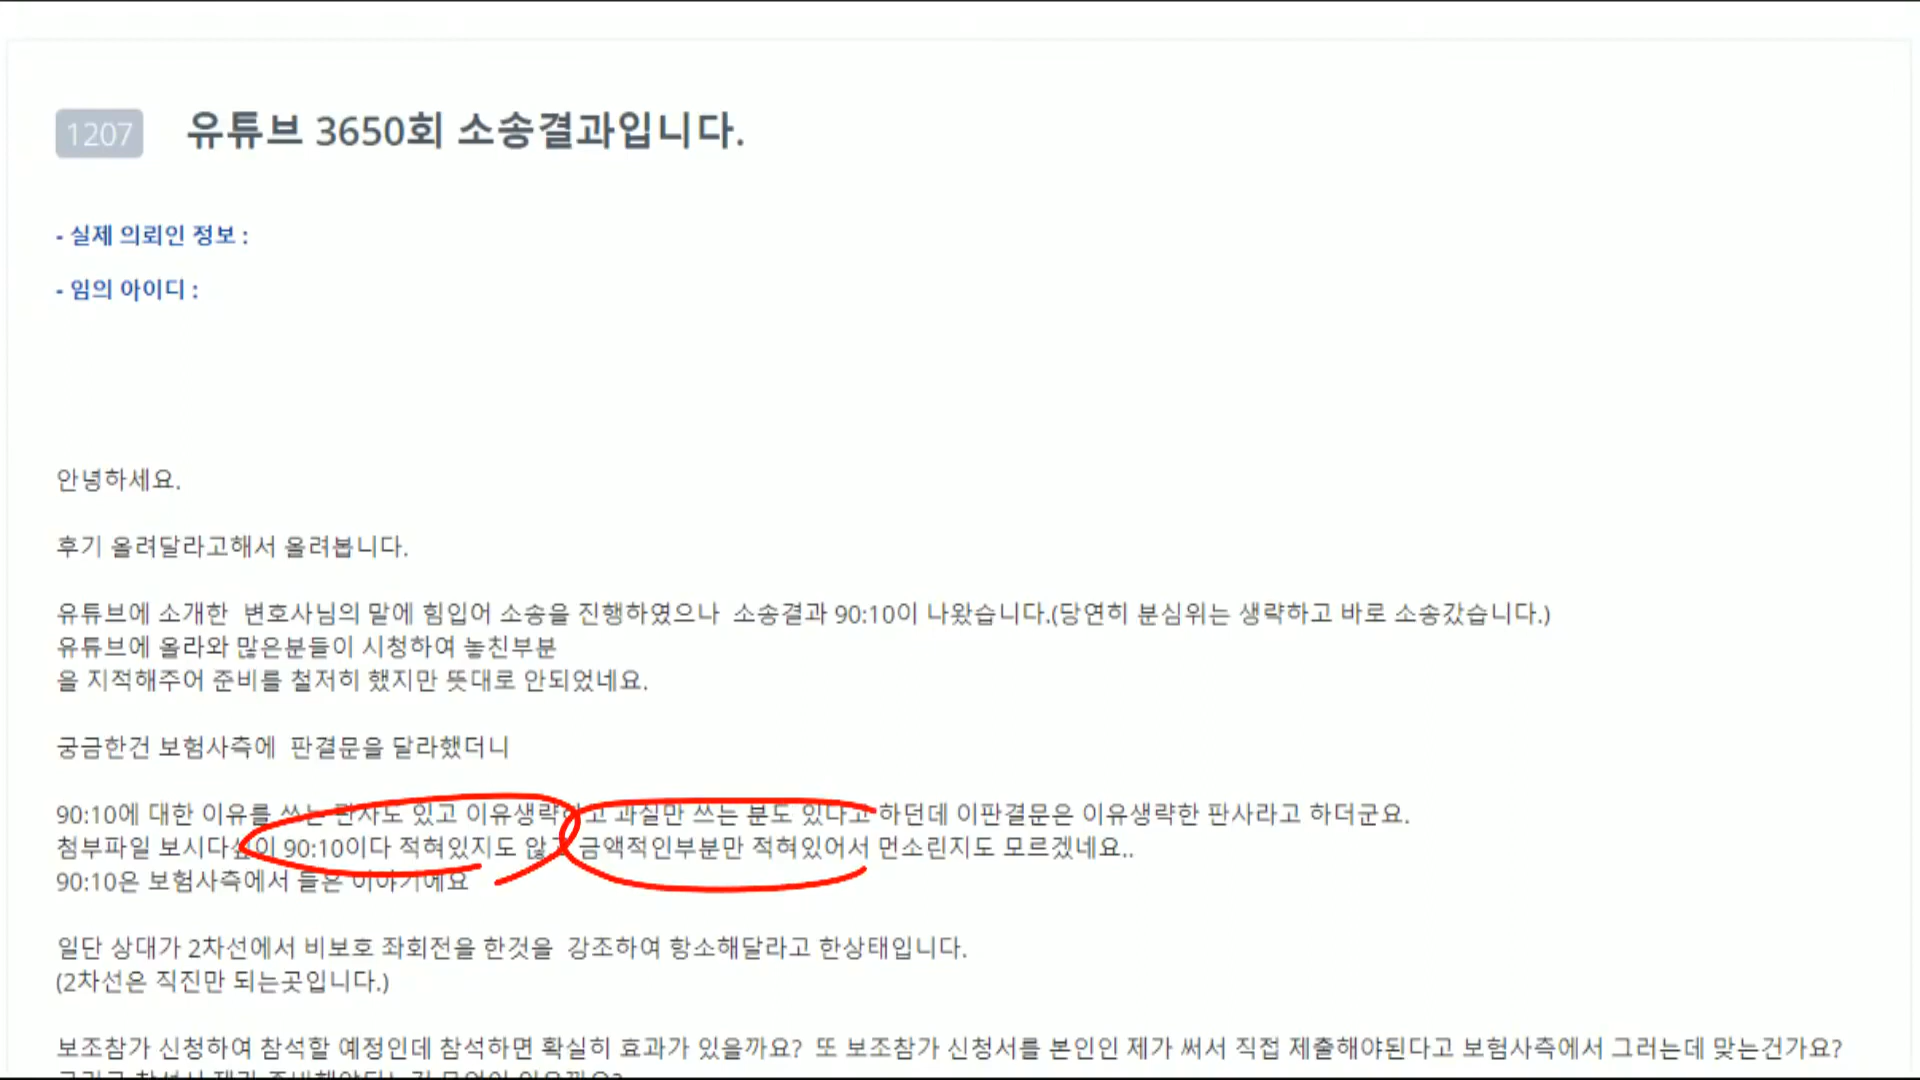 1207 유튜브 3650회 소송결과입니다.
- 실제 의뢰인 정보 :
- 임의 아이디 :
안녕하세요.
후기 올려달라고해서 올려봅니다.
유튜브에 소개한 변호사님의 말에 힘입어 소송을 진행하였으나 소송결과 90:10이 나왔습니다.(당연히 분심위는 생략하고 바로 소송갔습니다.)
유튜브에 올라와 많은분들이 시청하여 놓친부분
을 지적해주어 준비를 철저히 했지만 뜻대로 안되었네요.
궁금한건 보험사측에 판결문을 달라했더니
90:10에 대한 이유를 쓰는 판사도 있고 이유생략하고 과실만 쓰는 분도 있다고 하던데 이판결문은 이유생략한 판사라고 하더군요.
첨부파일 보시다싶이 90:10이다 적혀있지도 않고 금액적인부분만 적혀있어서 먼소린지도 모르겠네요..
90:10은 보험사측에서 들은 이야기예요
일단 상대가 2차선에서 비보호 좌회전을 한것을 강조하여 항소해달라고 한상태입니다.
(2차선은 직진만 되는곳입니다.)
보조참가 신청하여 참석할 예정인데 참석하면 확실히 효과가 있을까요? 또 보조참가 신청서를 본인인 제가 써서 직접 제출해야된다고 보험사측에서 그러는데 맞는건가요?